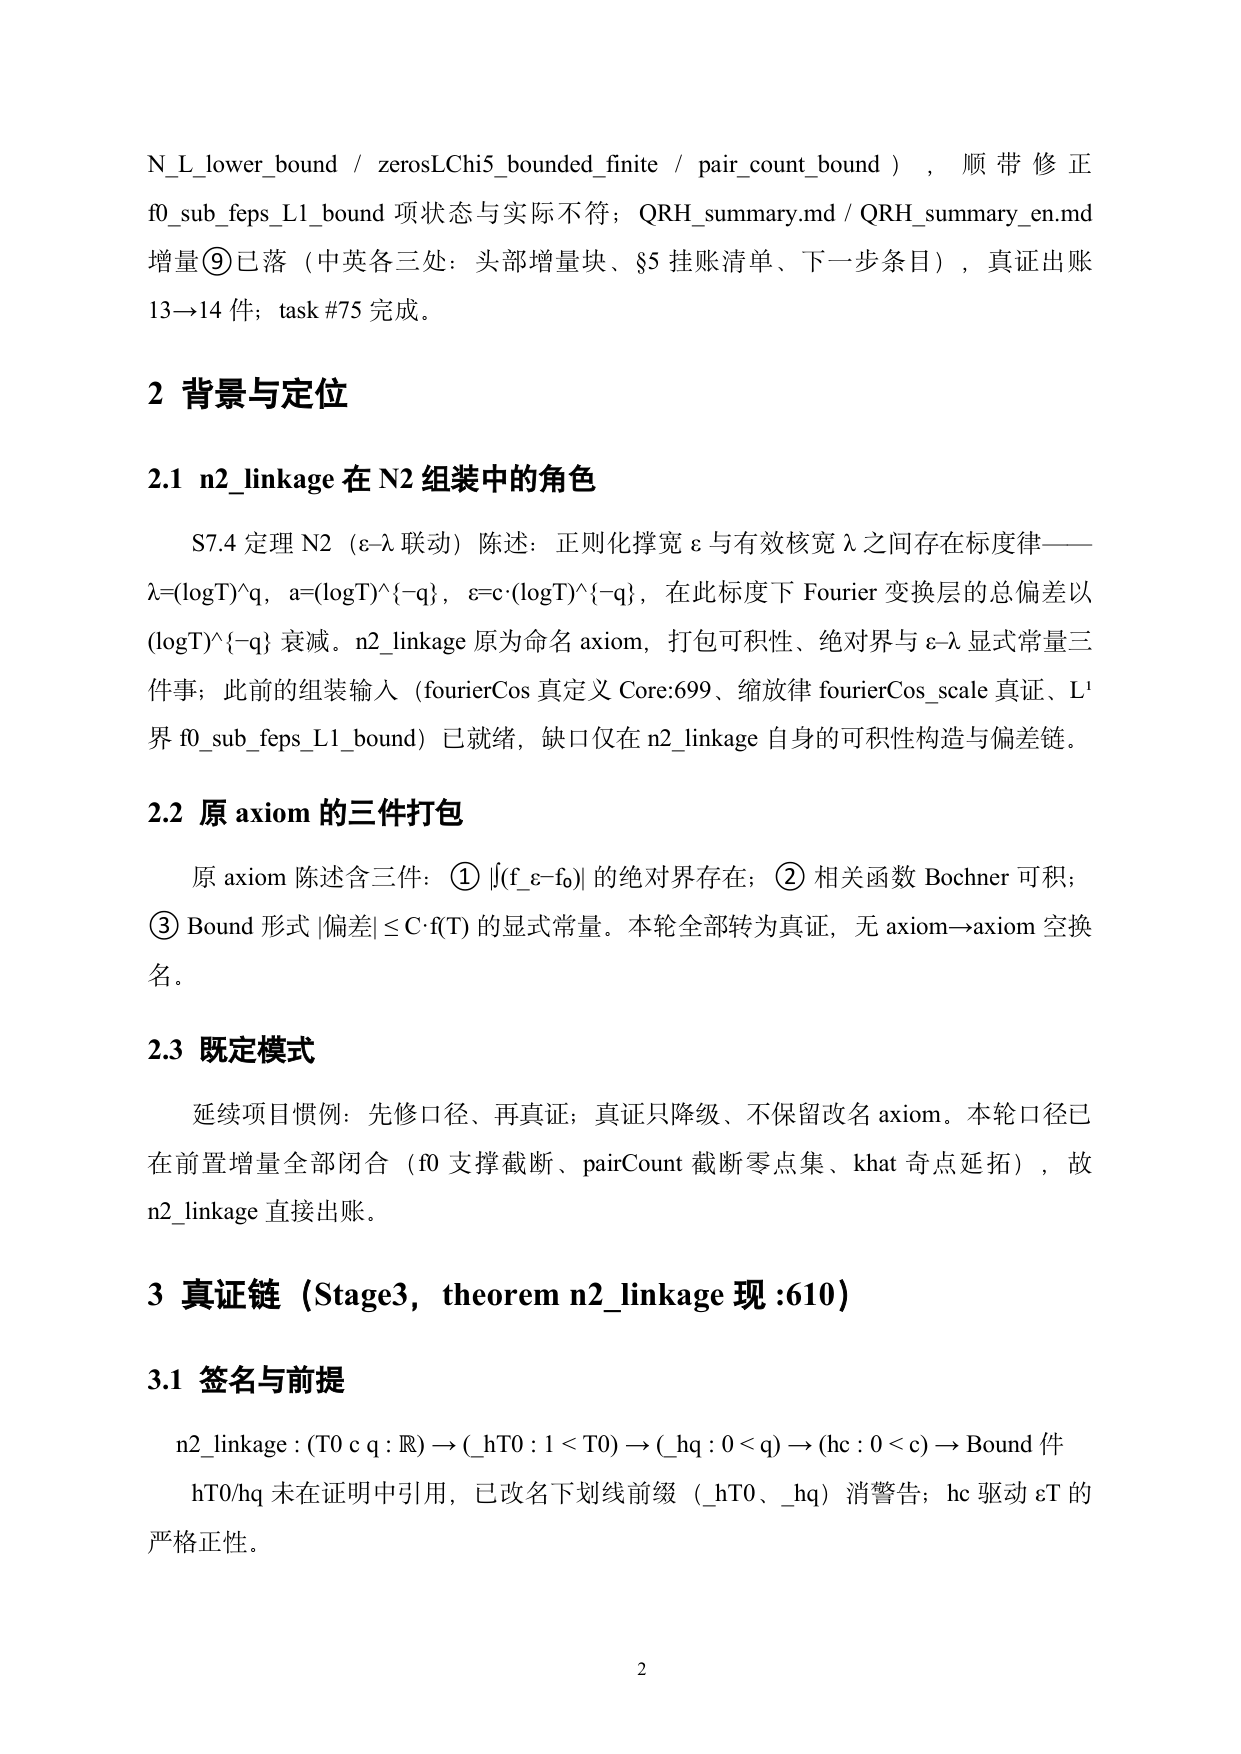 N_L_lower_bound / zerosLChi5_bounded_finite / pair_count_bound ），顺带修正
f0_sub_feps_L1_bound 项状态与实际不符；QRH_summary.md / QRH_summary_en.md
增量⑨已落（中英各三处：头部增量块、§5 挂账清单、下一步条目），真证出账
13→14 件；task #75 完成。
2 背景与定位
2.1 n2_linkage 在 N2 组装中的角色
S7.4 定理 N2（ε–λ 联动）陈述：正则化撑宽 ε 与有效核宽 λ 之间存在标度律——
λ=(logT)^q，a=(logT)^{−q}，ε=c·(logT)^{−q}，在此标度下 Fourier 变换层的总偏差以
(logT)^{−q} 衰减。n2_linkage 原为命名 axiom，打包可积性、绝对界与 ε–λ 显式常量三
件事；此前的组装输入（fourierCos 真定义 Core:699、缩放律 fourierCos_scale 真证、L¹
界 f0_sub_feps_L1_bound）已就绪，缺口仅在 n2_linkage 自身的可积性构造与偏差链。
2.2 原 axiom 的三件打包
原 axiom 陈述含三件：① |∫(f_ε−f₀)| 的绝对界存在；② 相关函数 Bochner 可积；
③ Bound 形式 |偏差| ≤ C·f(T) 的显式常量。本轮全部转为真证，无 axiom→axiom 空换
名。
2.3 既定模式
延续项目惯例：先修口径、再真证；真证只降级、不保留改名 axiom。本轮口径已
在前置增量全部闭合（f0 支撑截断、pairCount 截断零点集、khat 奇点延拓），故
n2_linkage 直接出账。
3 真证链（Stage3，theorem n2_linkage 现 :610）
3.1 签名与前提
n2_linkage : (T0 c q : ℝ) → (_hT0 : 1 < T0) → (_hq : 0 < q) → (hc : 0 < c) → Bound 件
hT0/hq 未在证明中引用，已改名下划线前缀（_hT0、_hq）消警告；hc 驱动 εT 的
严格正性。
2